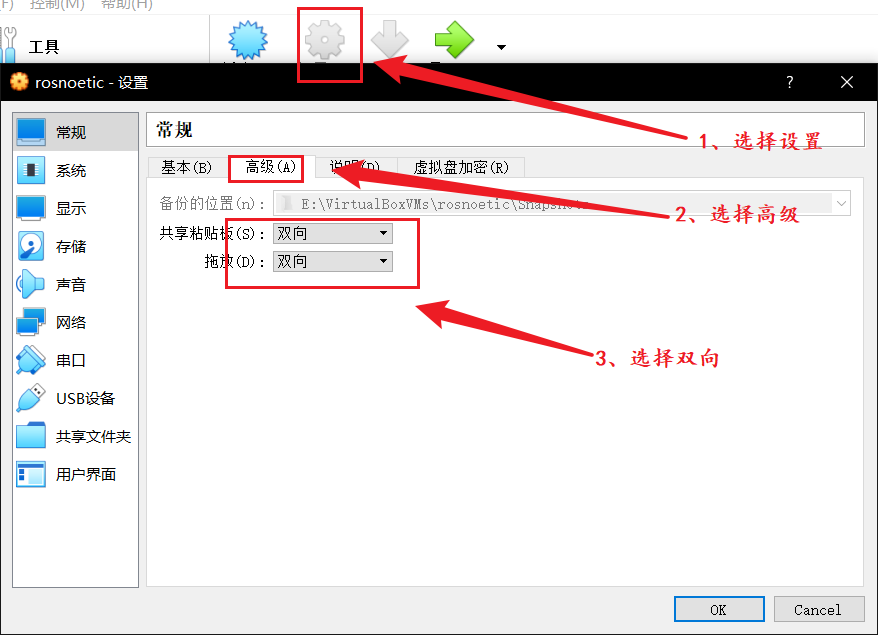 控制(M) 帮助(H)
工具
rosnoetic - 设置
?
常规
系统
显示
存储
声音
网络
串口
USB设备
共享文件夹
用户界面
常规
基本(B) 高级(A) 说明(D) 虚拟盘加密(R)
备份的位置(n): E:\VirtualBoxVMs\rosnoetic\Snapshots
共享粘贴板(S): 双向
拖放(D): 双向
1、选择设置
2、选择高级
3、选择双向
OK Cancel